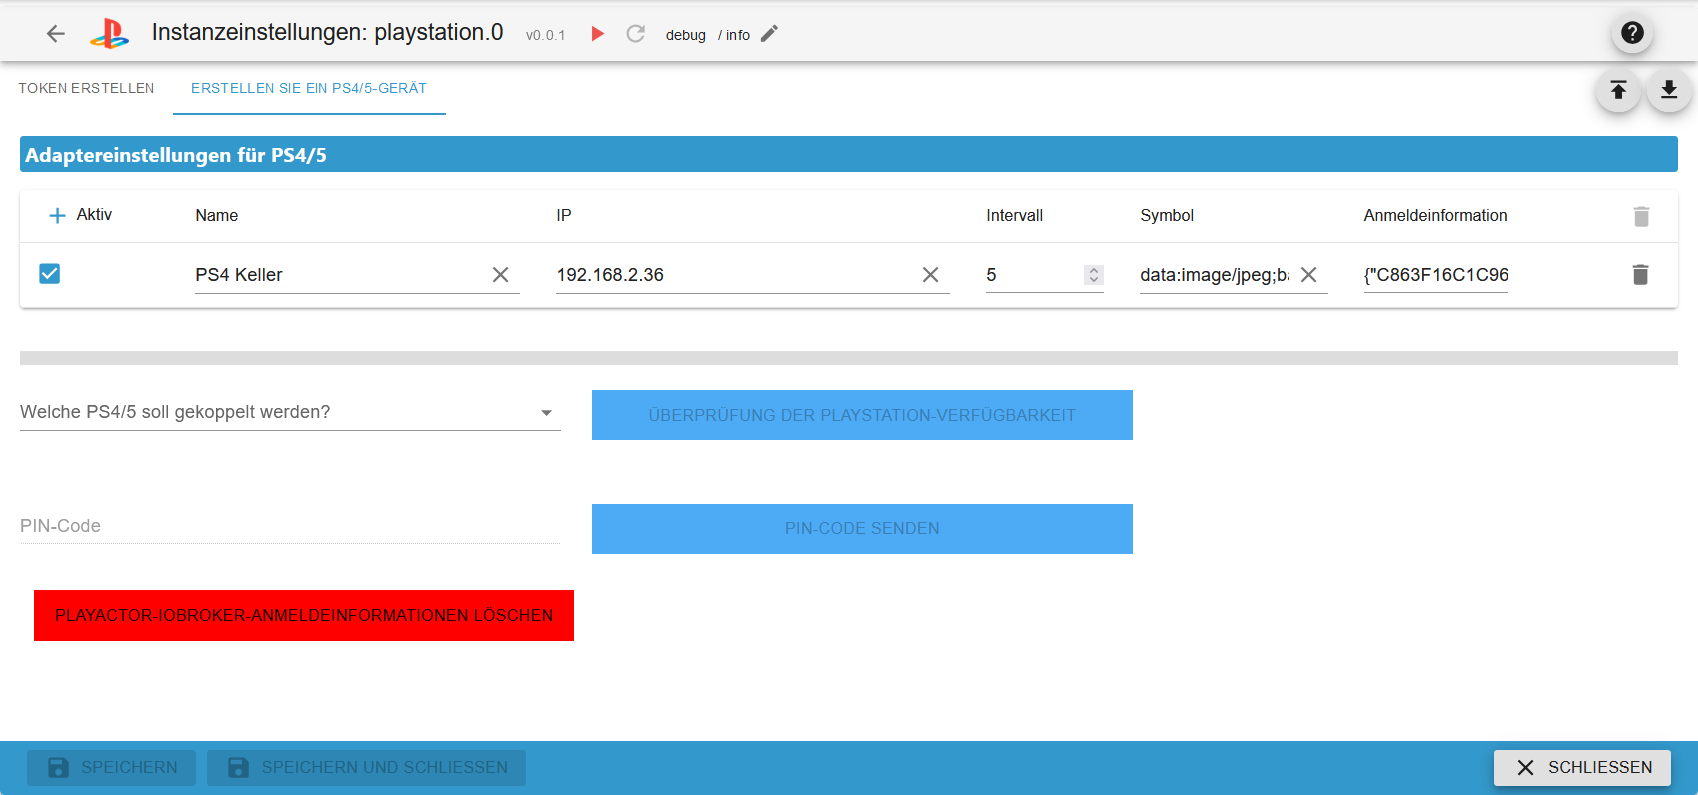 Instanzeinstellungen: playstation.0 v0.0.1 debug / info
TOKEN ERSTELLEN ERSTELLEN SIE EIN PS4/5-GERÄT
Adaptereinstellungen für PS4/5
Aktiv Name IP Intervall Symbol Anmeldeinformation
PS4 Keller 192.168.2.36 5 data:image/jpeg;ba {"C863F16C1C96
Welche PS4/5 soll gekoppelt werden? ÜBERPRÜFUNG DER PLAYSTATION-VERFÜGBARKEIT
PIN-Code PIN-CODE SENDEN
PLAYACTOR-IOBROKER-ANMELDEINFORMATIONEN LÖSCHEN
SPEICHERN SPEICHERN UND SCHLIESSEN SCHLIESSEN